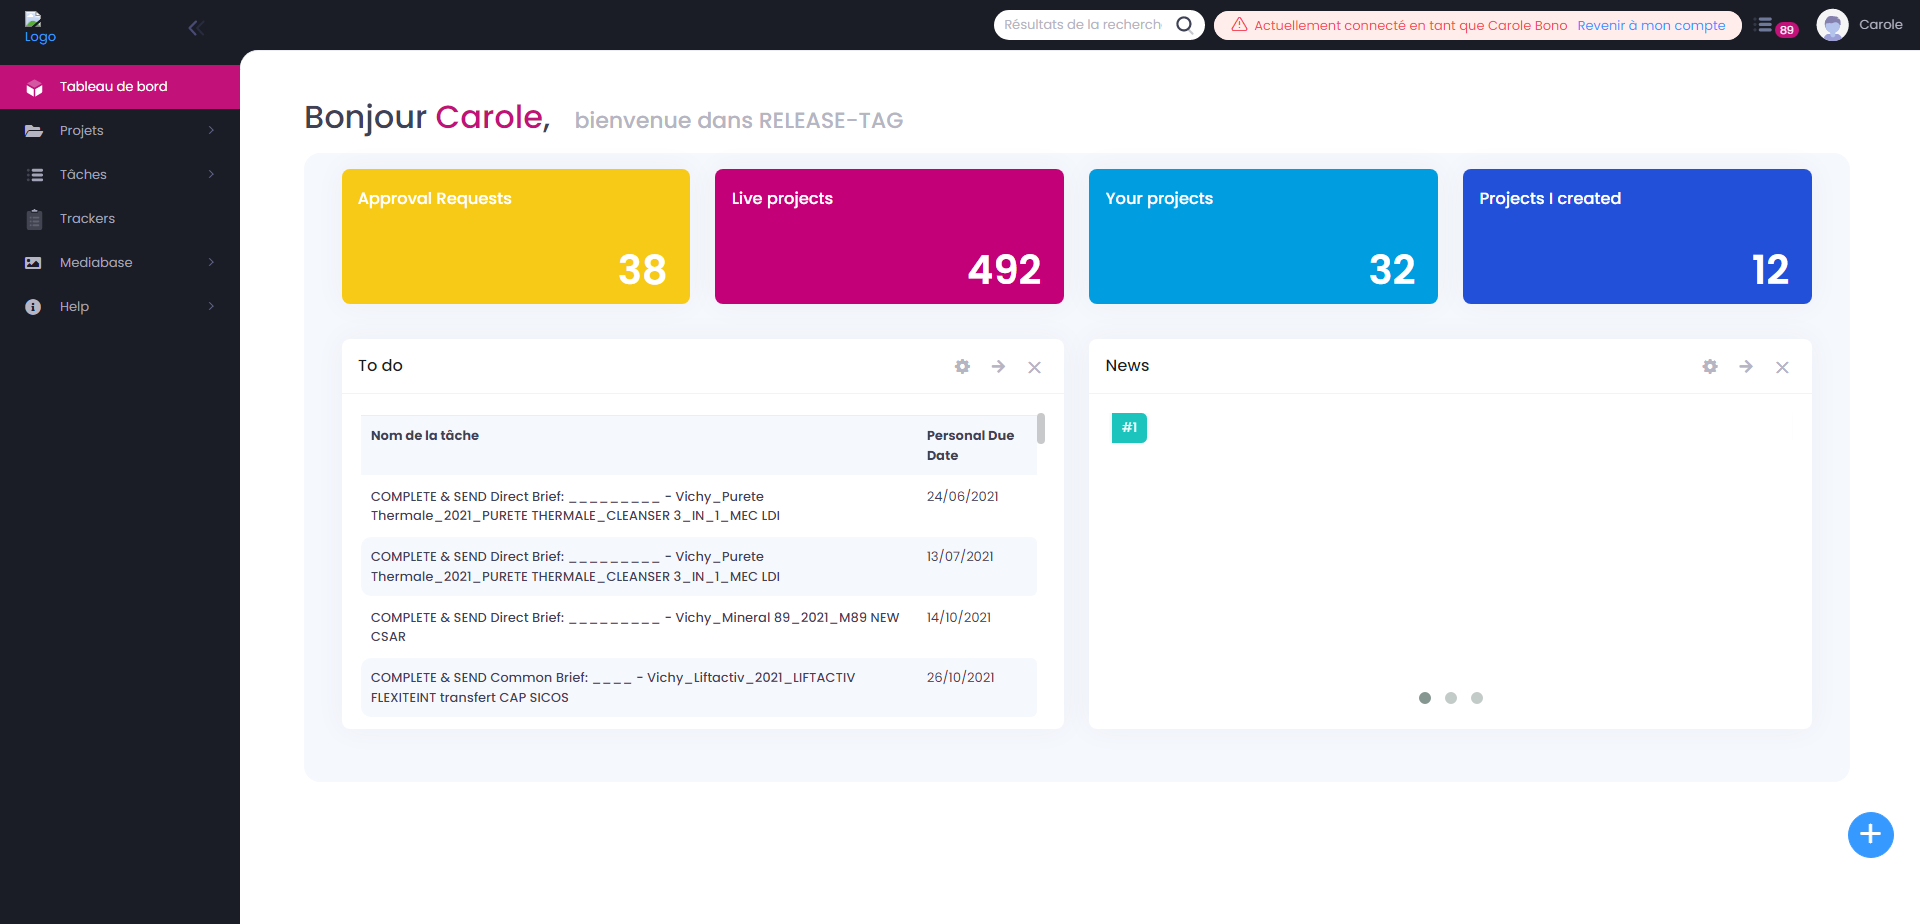 Logo
Résultats de la recherch
Actuellement connecté en tant que Carole Bono Revenir à mon compte
89
Carole
Tableau de bord
Projets
Tâches
Trackers
Mediabase
Help
Bonjour Carole, bienvenue dans RELEASE-TAG
Approval Requests
38
Live projects
492
Your projects
32
Projects I created
12
To do
Nom de la tâche
Personal Due
Date
COMPLETE & SEND Direct Brief: _________ - Vichy_Purete
Thermale_2021_PURETE THERMALE_CLEANSER 3_IN_1_MEC LDI
24/06/2021
COMPLETE & SEND Direct Brief: _________ - Vichy_Purete
Thermale_2021_PURETE THERMALE_CLEANSER 3_IN_1_MEC LDI
13/07/2021
COMPLETE & SEND Direct Brief: _________ - Vichy_Mineral 89_2021_M89 NEW
CSAR
14/10/2021
COMPLETE & SEND Common Brief: ____ - Vichy_Liftactiv_2021_LIFTACTIV
FLEXITEINT transfert CAP SICOS
26/10/2021
News
#1